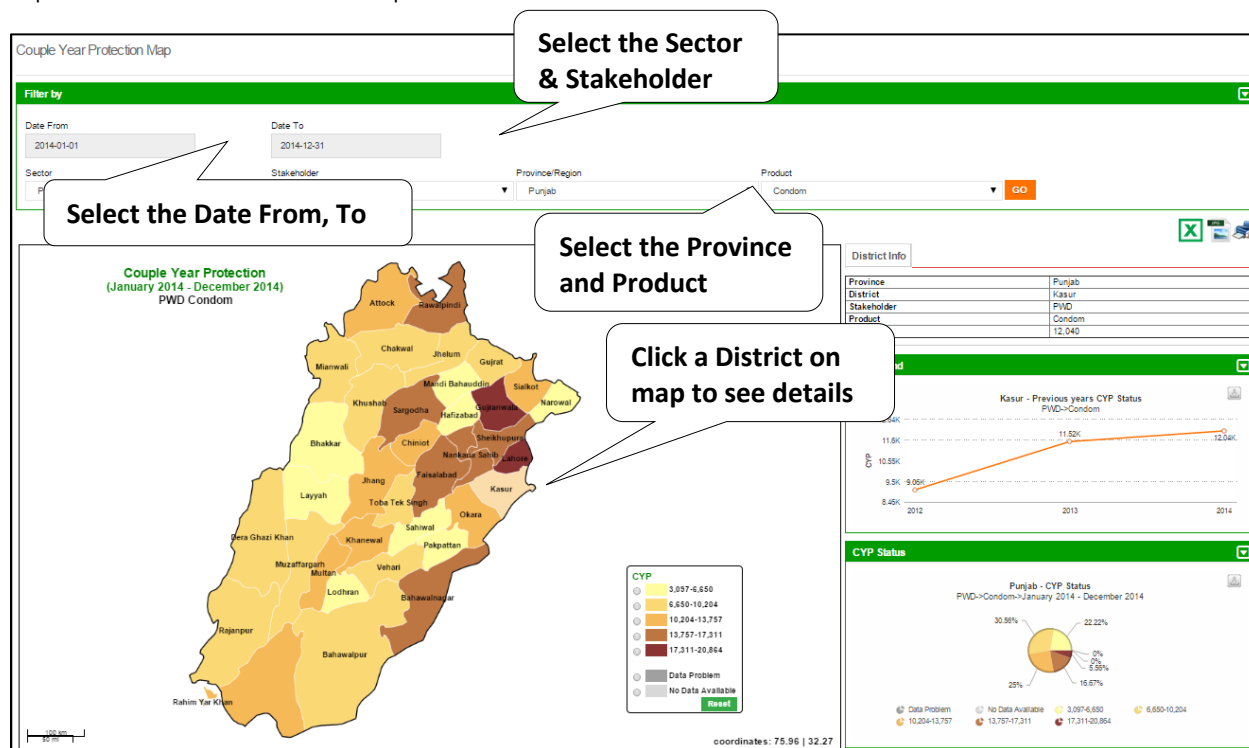 Couple Year Protection Map
Select the Sector
& Stakeholder
Filter by
Date From
Date To
2014-01-01
2014-12-31
Sector
Stakeholder
Province/Region
Product
Punjab
Condom
GO
Select the Date From, To
Select the Province
and Product
Couple Year Protection
(January 2014 - December 2014)
PWD Condom
Click a District on
map to see details
Attock
Rawalpindi
Chakwal
Jhelum
Gujrat
Mianwali
Mandi Bahauddin
Sialkot
Khushab
Sargodha
Hafizabad
Gujranwala
Narowal
Bhakkar
Chiniot
Sheikhupura
Nankana Sahib
Lahore
Faisalabad
Jhang
Kasur
Layyah
Toba Tek Singh
Okara
Sahiwal
Dera Ghazi Khan
Khanewal
Pakpattan
Muzaffargarh
Multan
Vehari
Lodhran
Bahawalnagar
Rajanpur
Bahawalpur
Rahim Yar Khan
CYP
3,097-6,650
6,650-10,204
10,204-13,757
13,757-17,311
17,311-20,864
Data Problem
No Data Available
Reset
100 km
50 mi
coordinates: 75.96 | 32.27
District Info
Province Punjab
District Kasur
Stakeholder PWD
Product Condom
12,040
Kasur - Previous years CYP Status
PWD->Condom
11.6K
10.55K
9.5K
8.46K
CYP
11.52K
12.04K
2012
2013
2014
CYP Status
Punjab - CYP Status
PWD->Condom->January 2014 - December 2014
22.22%
0%
0%
5.56%
16.67%
25%
Data Problem
No Data Available
3,097-6,650
6,650-10,204
10,204-13,757
13,757-17,311
17,311-20,864